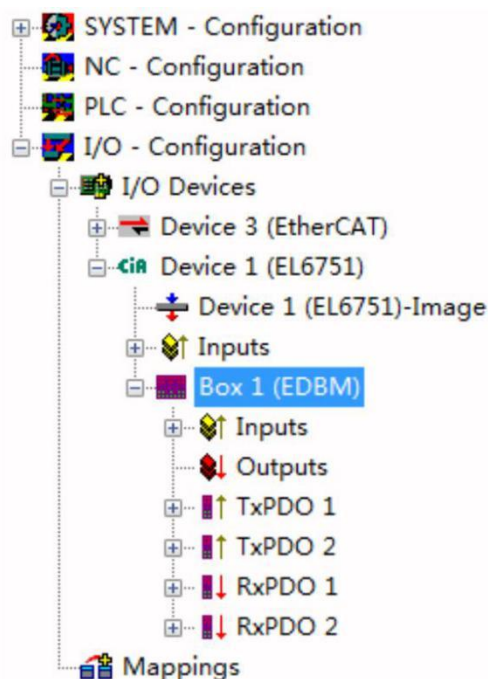 SYSTEM - Configuration
NC - Configuration
PLC - Configuration
I/O - Configuration
I/O Devices
Device 3 (EtherCAT)
CiA Device 1 (EL6751)
Device 1 (EL6751)-Image
Inputs
Box 1 (EDBM)
Inputs
Outputs
TxPDO 1
TxPDO 2
RxPDO 1
RxPDO 2
Mappings